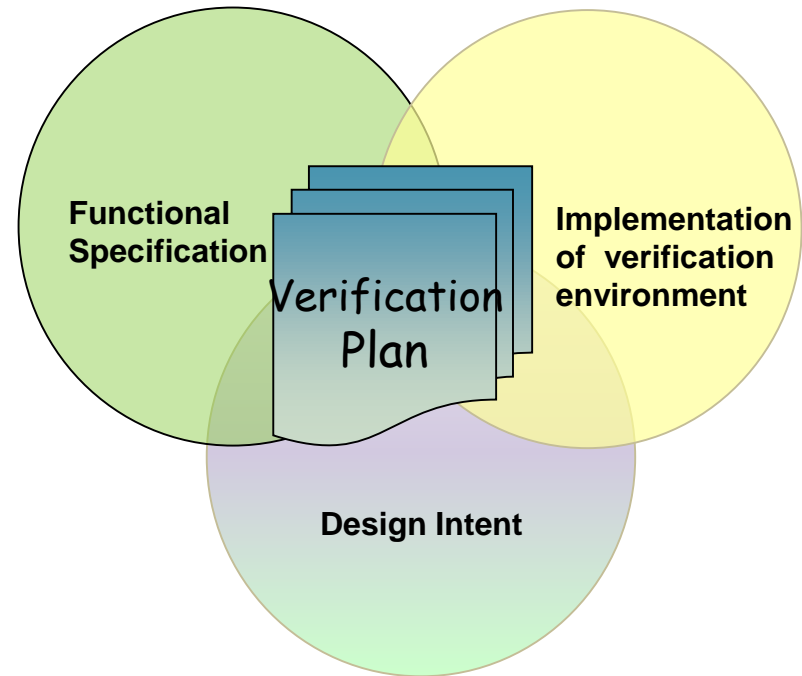 Functional
Specification
Implementation
of verification
environment
Verification
Plan
Design Intent